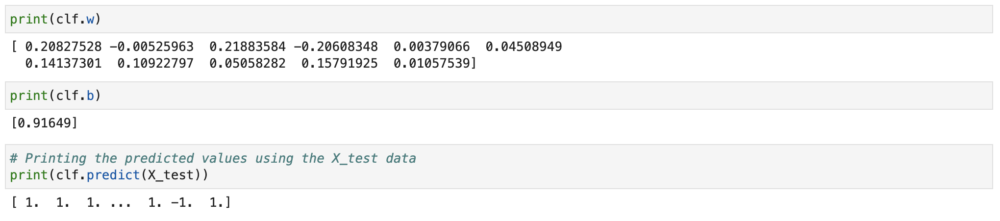 print(clf.w)
[ 0.20827528 -0.00525963  0.21883584 -0.20608348  0.00379066  0.04508949
  0.14137301  0.10922797  0.05058282  0.15791925  0.01057539]
print(clf.b)
[0.91649]
# Printing the predicted values using the X_test data
print(clf.predict(X_test))
[ 1.  1.  1. ...  1. -1.  1.]